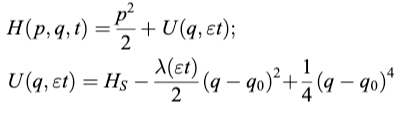 H(p,q,t) = p²/2 + U(q,εt);
U(q,εt) = H_S − λ(εt)/2 (q − q₀)² + 1/4 (q − q₀)⁴